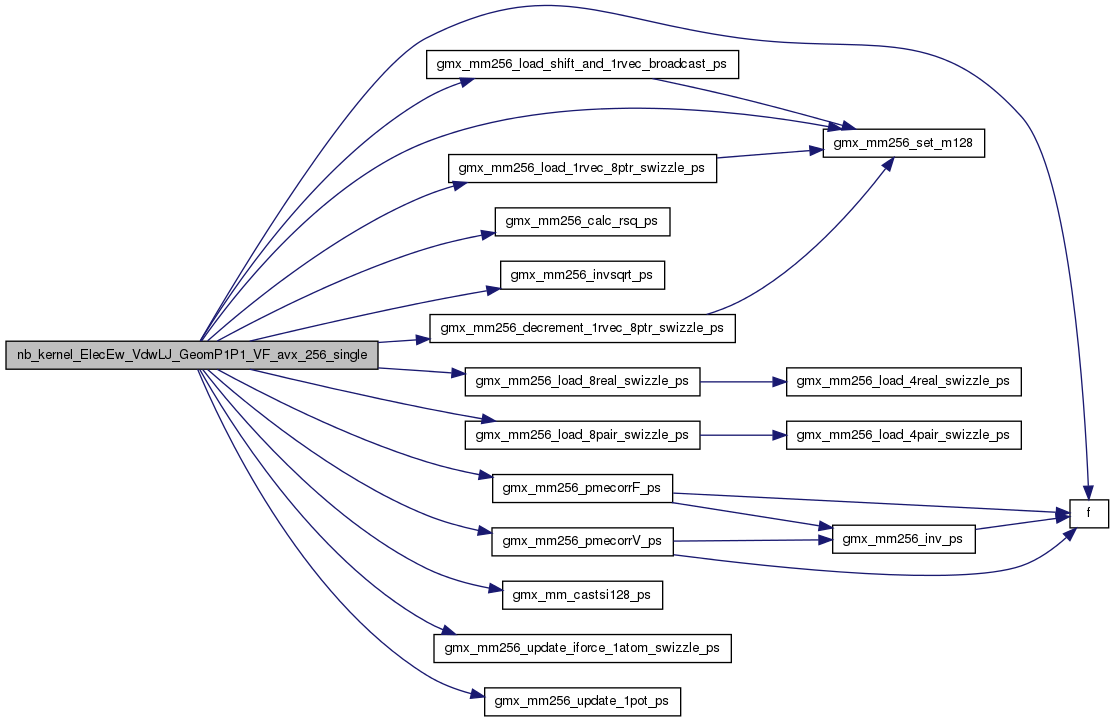 gmx_mm256_load_shift_and_1rvec_broadcast_ps
gmx_mm256_set_m128
gmx_mm256_load_1rvec_8ptr_swizzle_ps
gmx_mm256_calc_rsq_ps
gmx_mm256_invsqrt_ps
gmx_mm256_decrement_1rvec_8ptr_swizzle_ps
nb_kernel_ElecEw_VdwLJ_GeomP1P1_VF_avx_256_single
gmx_mm256_load_8real_swizzle_ps
gmx_mm256_load_4real_swizzle_ps
gmx_mm256_load_8pair_swizzle_ps
gmx_mm256_load_4pair_swizzle_ps
gmx_mm256_pmecorrF_ps
f
gmx_mm256_pmecorrV_ps
gmx_mm256_inv_ps
gmx_mm_castsi128_ps
gmx_mm256_update_iforce_1atom_swizzle_ps
gmx_mm256_update_1pot_ps